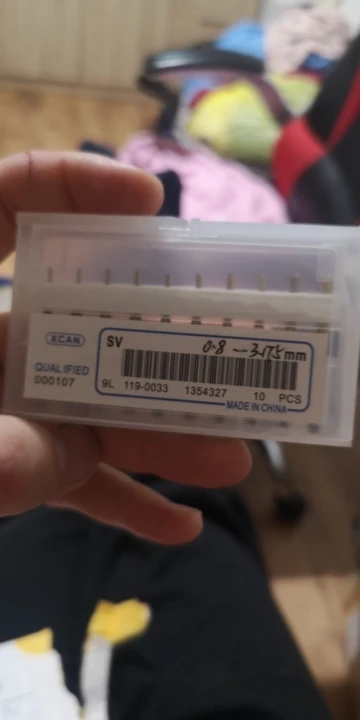 XCAN
SV
0.8 — 3.175mm
QUALIFIED
000107
9L 119-0033 1354327 10 PCS
MADE IN CHINA